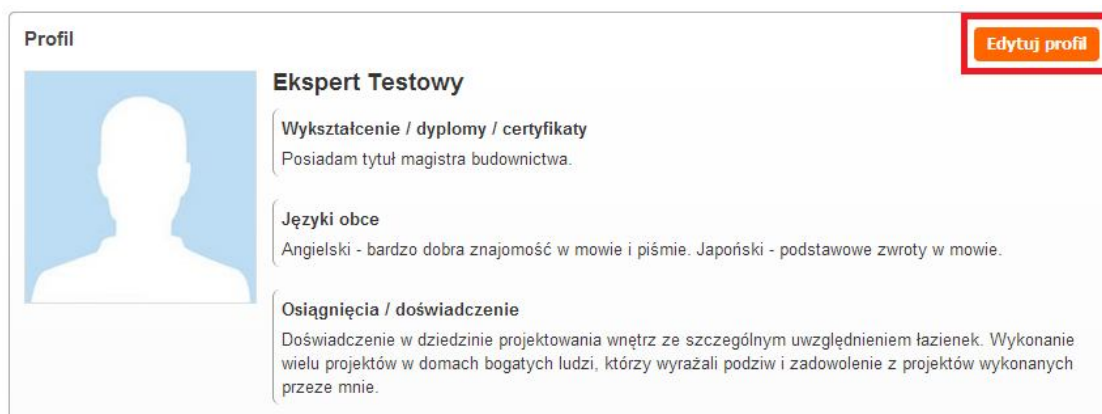 Profil
Edytuj profil
Ekspert Testowy
Wykształcenie / dyplomy / certyfikaty
Posiadam tytuł magistra budownictwa.
Języki obce
Angielski - bardzo dobra znajomość w mowie i piśmie. Japoński - podstawowe zwroty w mowie.
Osiągnięcia / doświadczenie
Doświadczenie w dziedzinie projektowania wnętrz ze szczególnym uwzględnieniem łazienek. Wykonanie
wielu projektów w domach bogatych ludzi, którzy wyrażali podziw i zadowolenie z projektów wykonanych
przeze mnie.